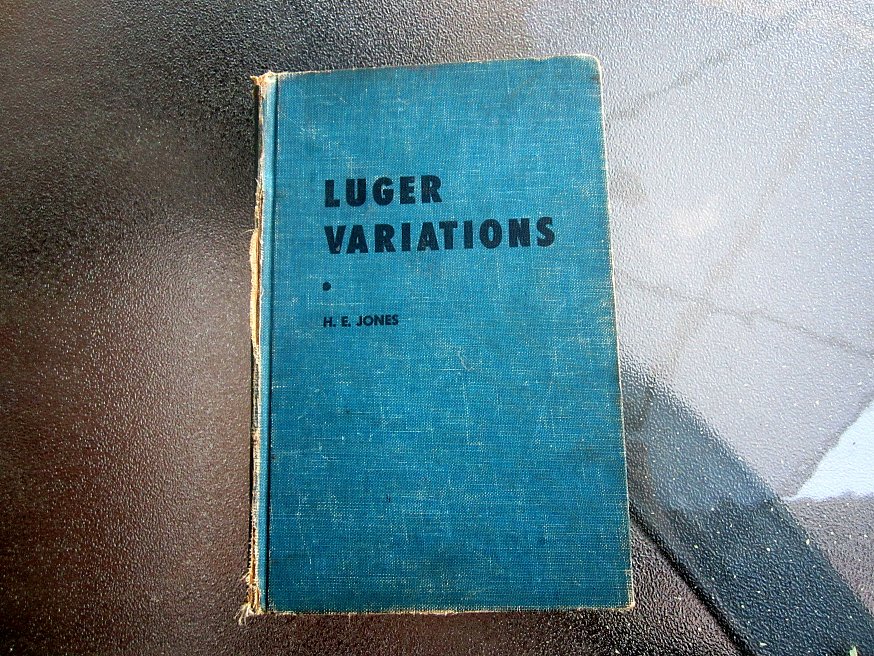 LUGER
VARIATIONS
•
H. E. JONES